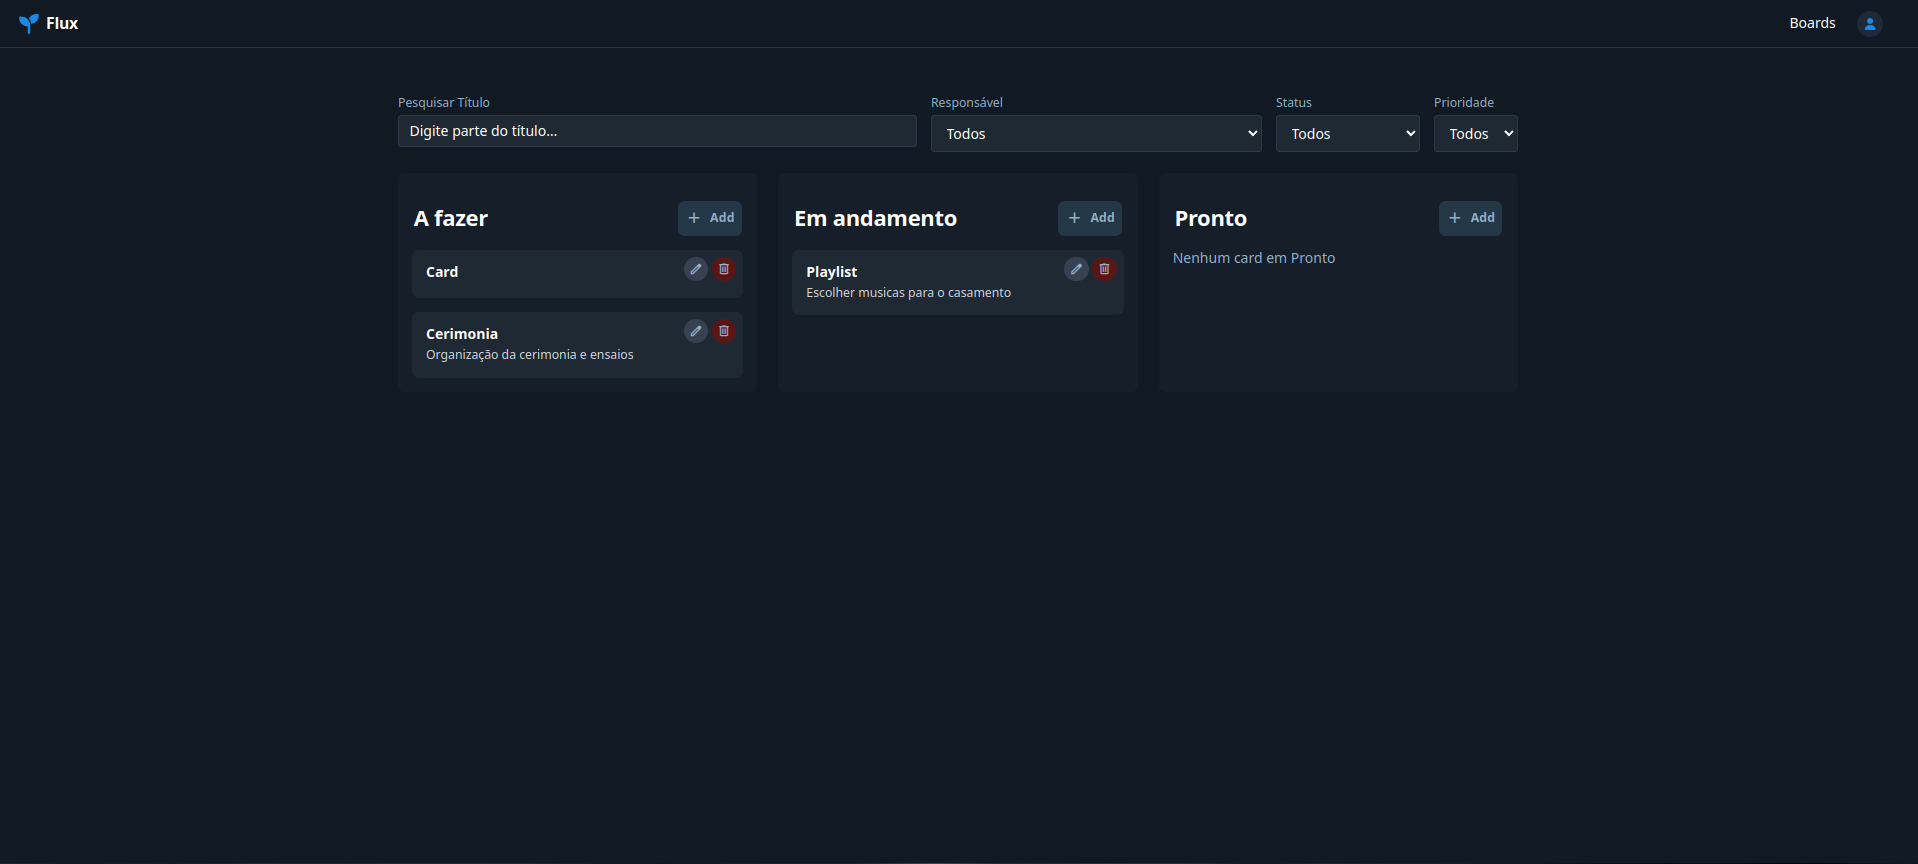 Flux
Boards
Pesquisar Título
Responsável
Status
Prioridade
Digite parte do título...
Todos
Todos
Todos
A fazer
+ Add
Card
Cerimonia
Organização da cerimonia e ensaios
Em andamento
+ Add
Playlist
Escolher musicas para o casamento
Pronto
+ Add
Nenhum card em Pronto